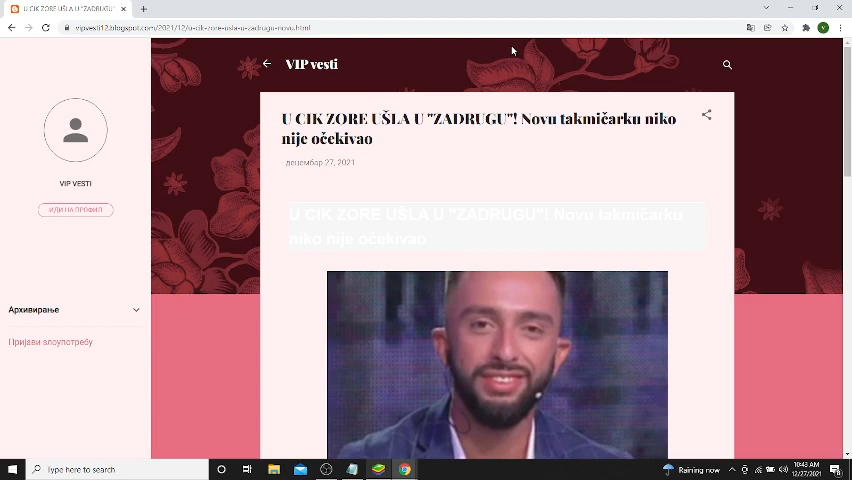 U CIK ZORE UŠLA U "ZADRUGU"
vipvesti12.blogspot.com/2021/12/u-cik-zore-usla-u-zadrugu-novu.html
VIP vesti
U CIK ZORE UŠLA U "ZADRUGU"! Novu takmičarku niko
nije očekivao
- децембар 27, 2021
VIP VESTI
ИДИ НА ПРОФИЛ
U CIK ZORE UŠLA U "ZADRUGU"! Novu takmičarku
niko nije očekivao
Архивирање
Пријави злоупотребу
Type here to search
Raining now
10:43 AM
12/27/2021